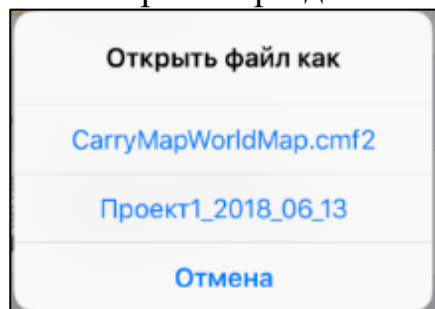 Открыть файл как
CarryMapWorldMap.cmf2
Проект1_2018_06_13
Отмена